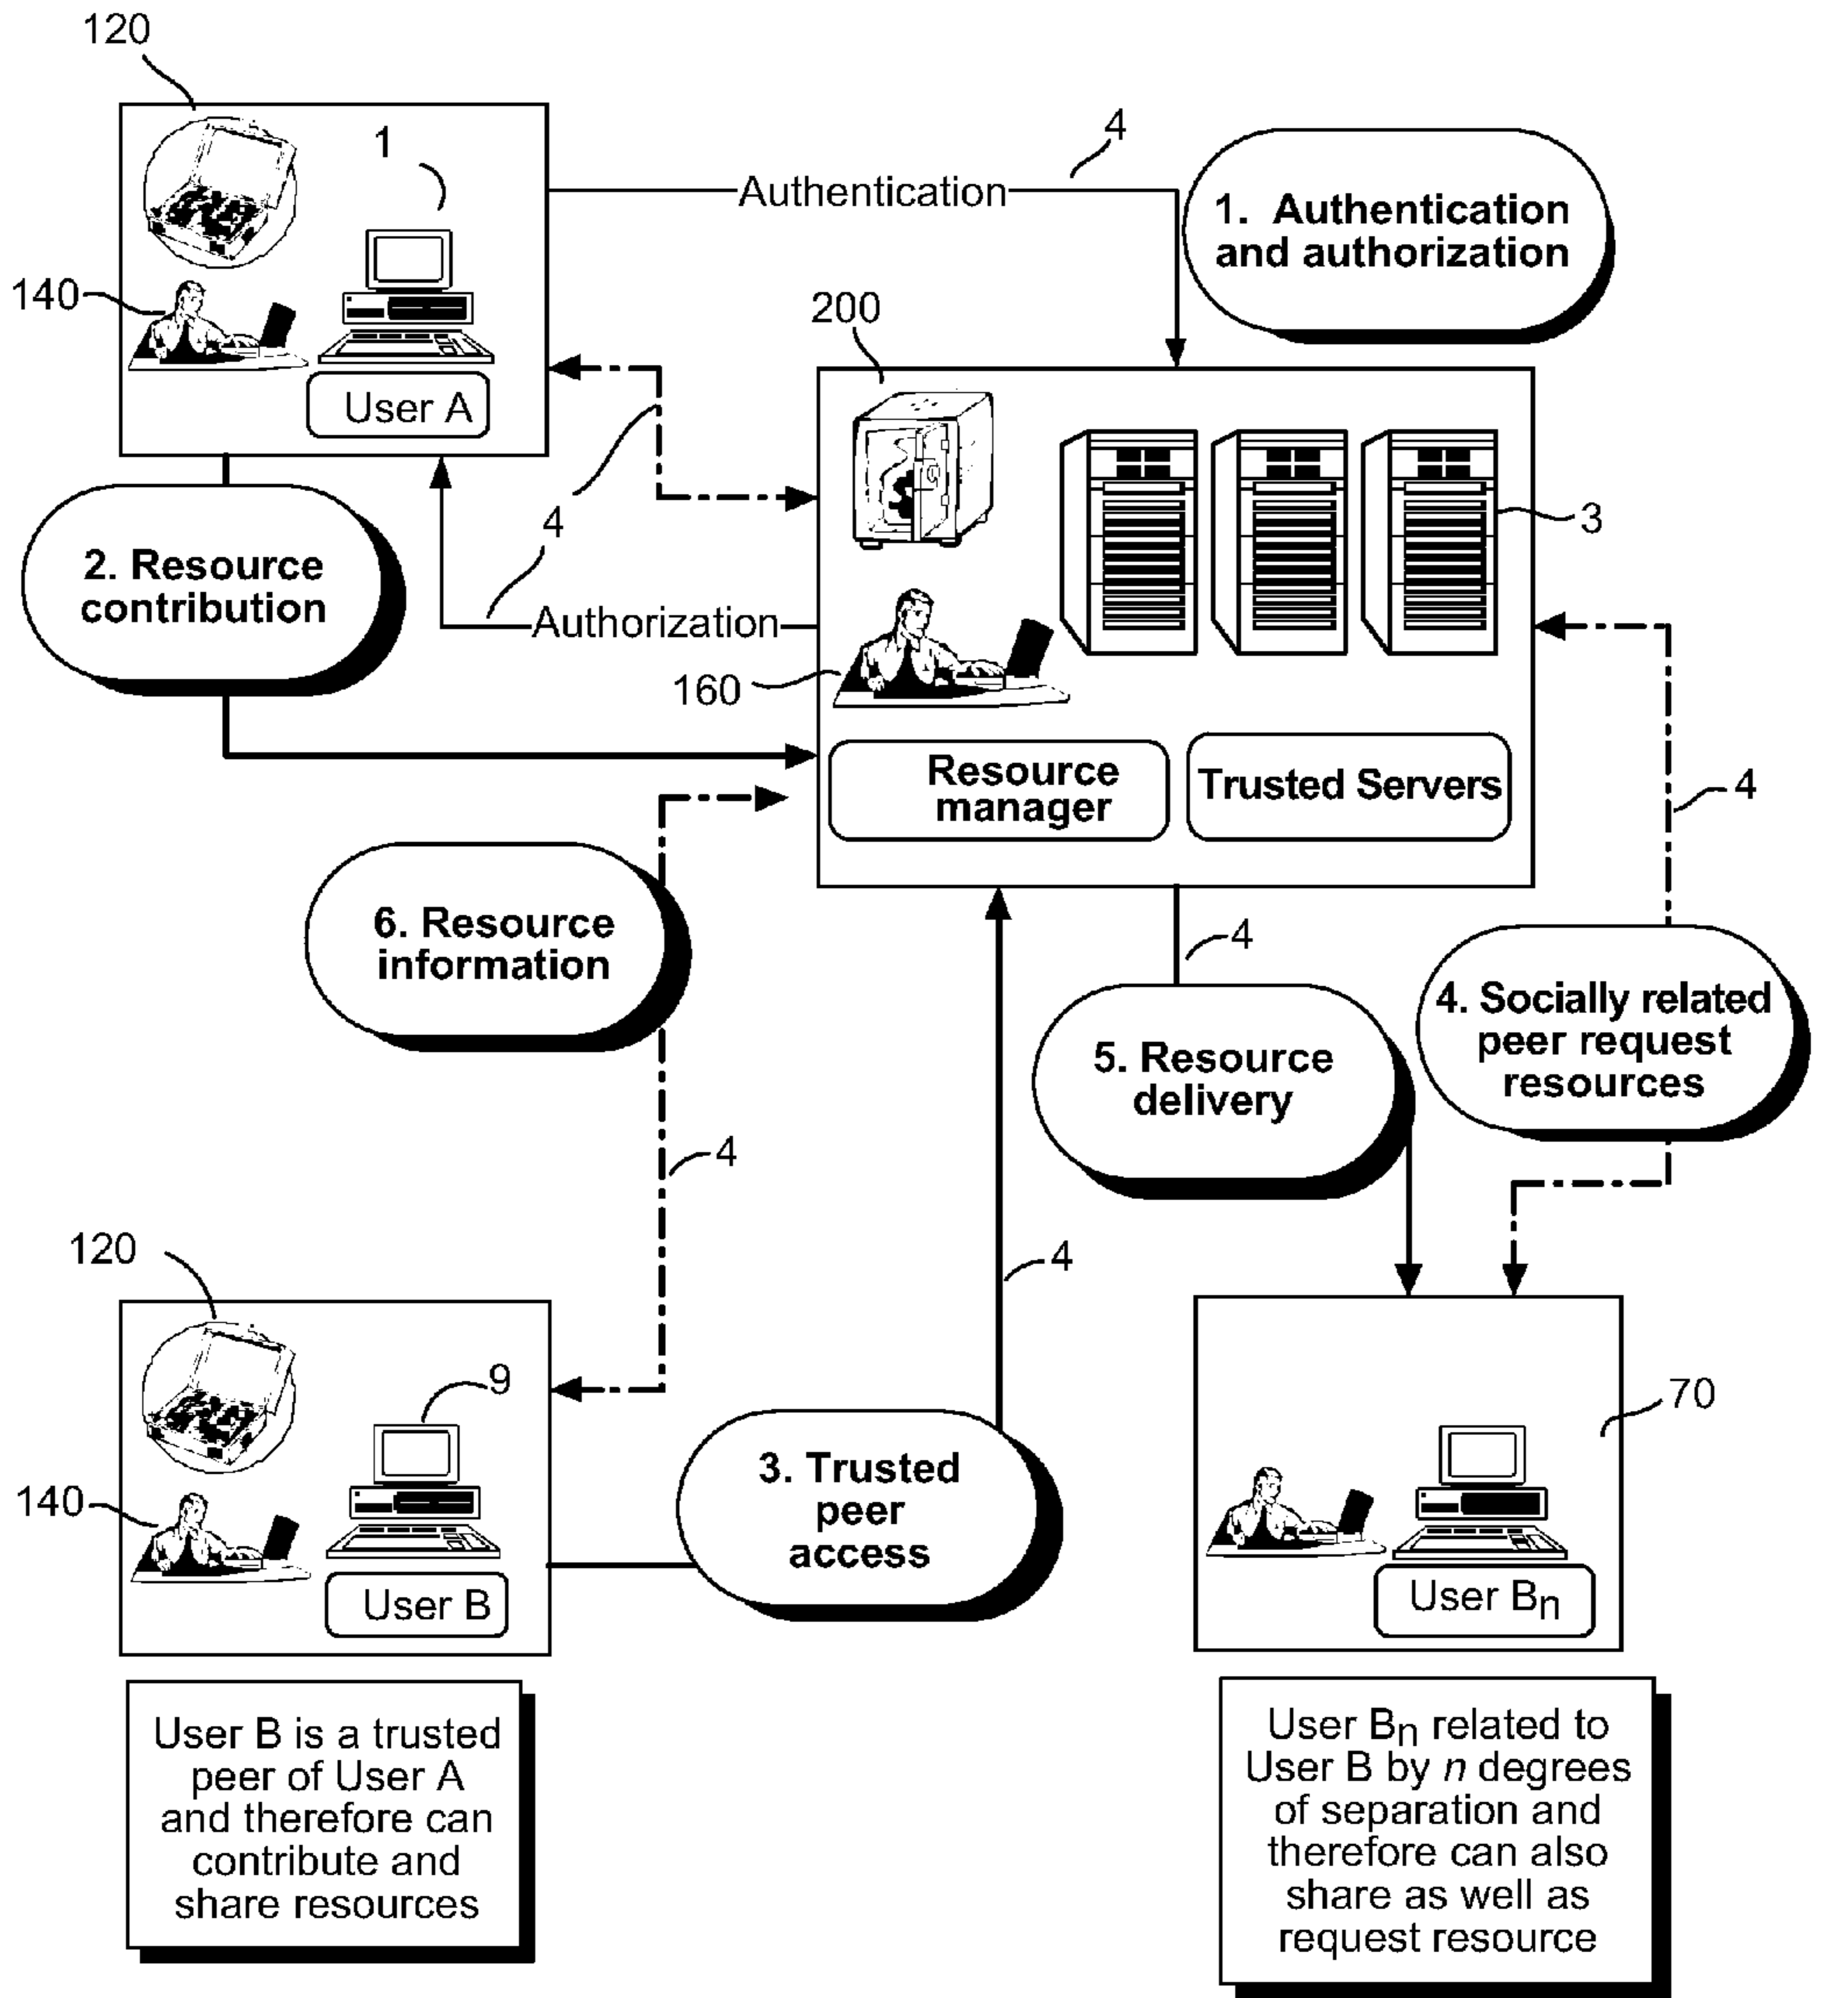 120
1
4
Authentication
1. Authentication
and authorization
140
200
User A
4
3
2. Resource
contribution
Authorization
160
Resource
manager
Trusted Servers
4
6. Resource
information
4
4. Socially related
peer request
resources
5. Resource
delivery
4
120
4
9
70
140
3. Trusted
peer
access
User B
User Bn
User B is a trusted
peer of User A
and therefore can
contribute and
share resources
User Bn related to
User B by n degrees
of separation and
therefore can also
share as well as
request resource